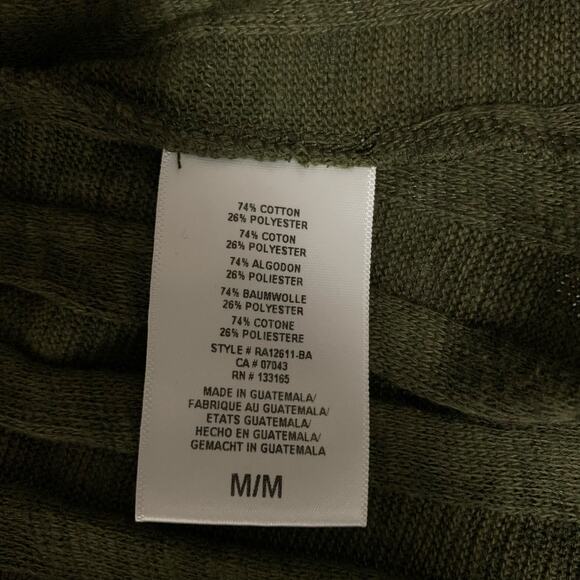 74% COTTON
26% POLYESTER
74% COTON
26% POLYESTER
74% ALGODON
26% POLIESTER
74% BAUMWOLLE
26% POLYESTER
74% COTONE
26% POLIESTERE
STYLE # RA12611-BA
CA # 07043
RN # 133165
MADE IN GUATEMALA/
FABRIQUE AU GUATEMALA/
ETATS GUATEMALA/
HECHO EN GUATEMALA/
GEMACHT IN GUATEMALA
M/M